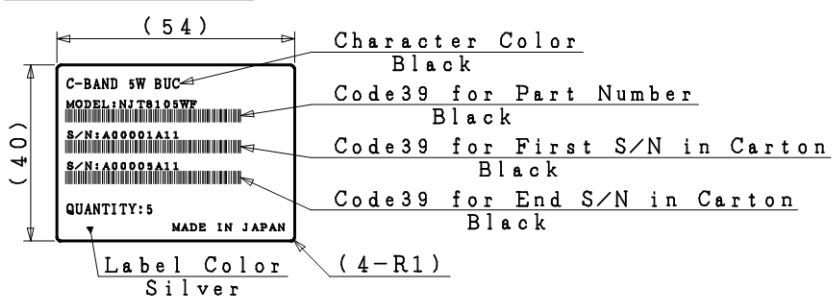 (54)
Character Color
Black
C-BAND 5W BUC
MODEL:NJT8105WF
Code39 for Part Number
Black
(40)
S/N:A00001A11
Code39 for First S/N in Carton
Black
S/N:A00005A11
Code39 for End S/N in Carton
Black
QUANTITY:5
MADE IN JAPAN
Label Color
Silver
(4-R1)